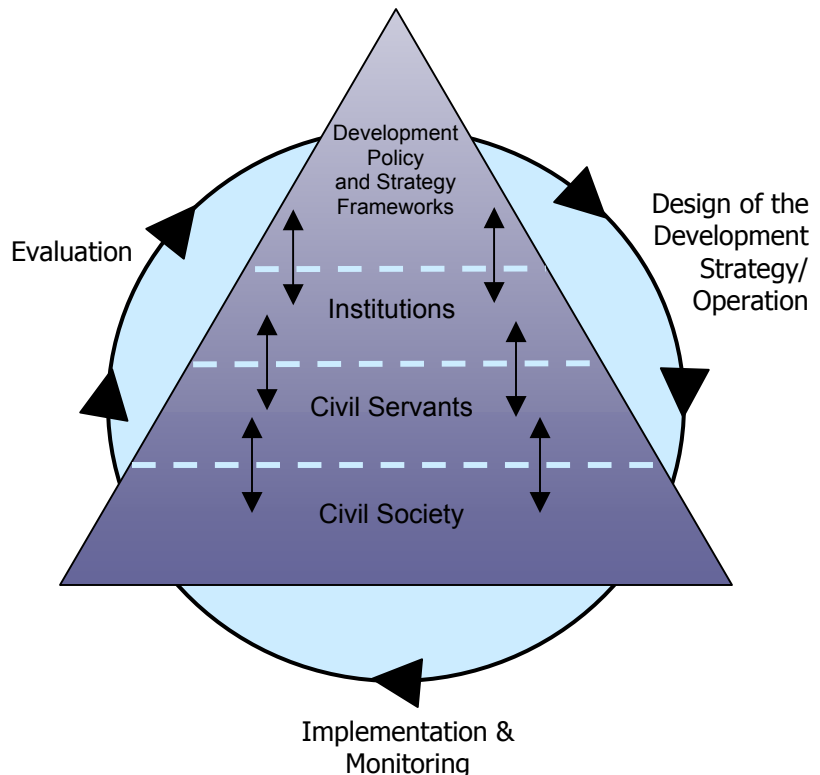 Development
Policy
and Strategy
Frameworks
Institutions
Civil Servants
Civil Society
Evaluation
Design of the
Development
Strategy/
Operation
Implementation &
Monitoring